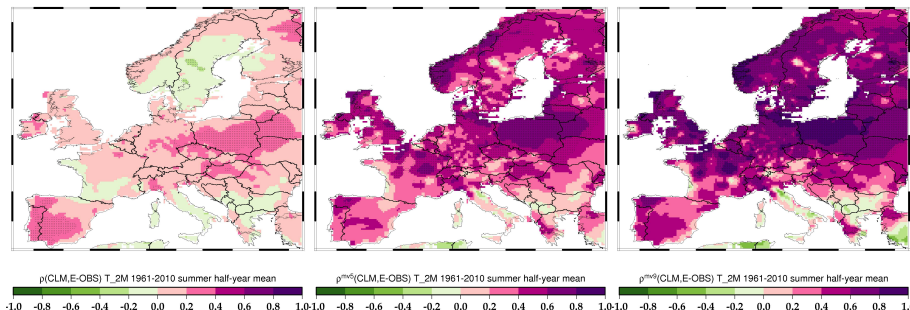 ρ(CLM,E-OBS) T_2M 1961-2010 summer half-year mean
-1.0 -0.8 -0.6 -0.4 -0.2 0.0 0.2 0.4 0.6 0.8 1.0
ρmv5(CLM,E-OBS) T_2M 1961-2010 summer half-year mean
-1.0 -0.8 -0.6 -0.4 -0.2 0.0 0.2 0.4 0.6 0.8 1.0
ρmv9(CLM,E-OBS) T_2M 1961-2010 summer half-year mean
-1.0 -0.8 -0.6 -0.4 -0.2 0.0 0.2 0.4 0.6 0.8 1.0